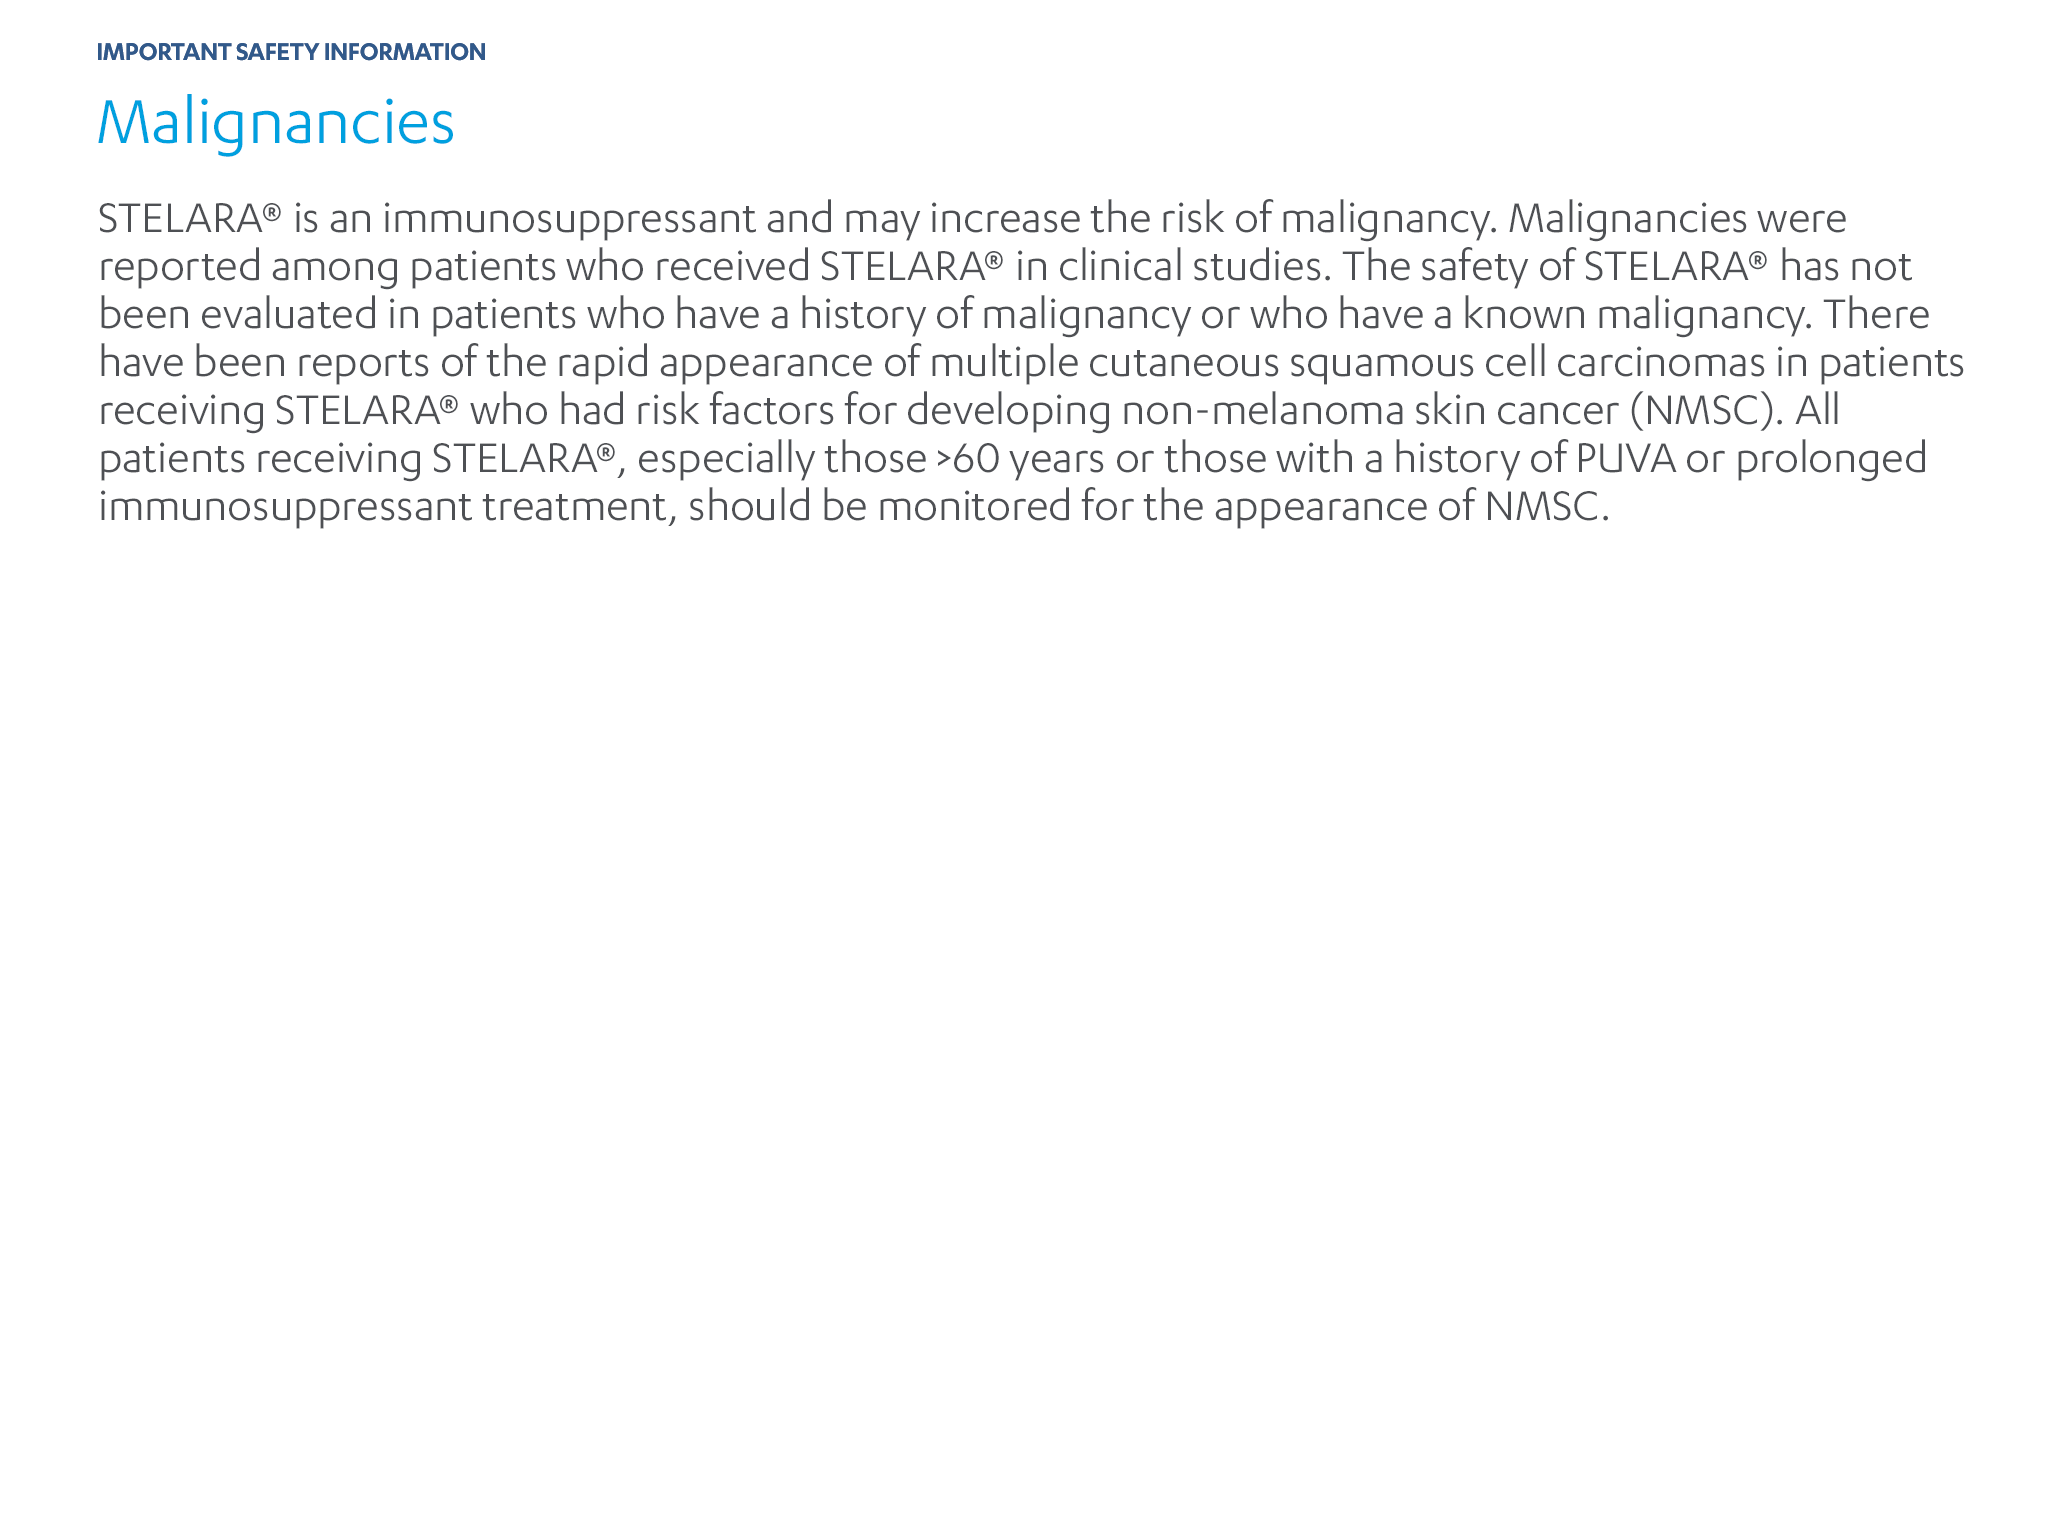 IMPORTANT SAFETY INFORMATION
Malignancies
STELARA® is an immunosuppressant and may increase the risk of malignancy. Malignancies were
reported among patients who received STELARA® in clinical studies. The safety of STELARA® has not
been evaluated in patients who have a history of malignancy or who have a known malignancy. There
have been reports of the rapid appearance of multiple cutaneous squamous cell carcinomas in patients
receiving STELARA® who had risk factors for developing non-melanoma skin cancer (NMSC). All
patients receiving STELARA®, especially those >60 years or those with a history of PUVA or prolonged
immunosuppressant treatment, should be monitored for the appearance of NMSC.